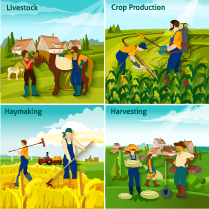 Livestock
Crop Production
Haymaking
Harvesting